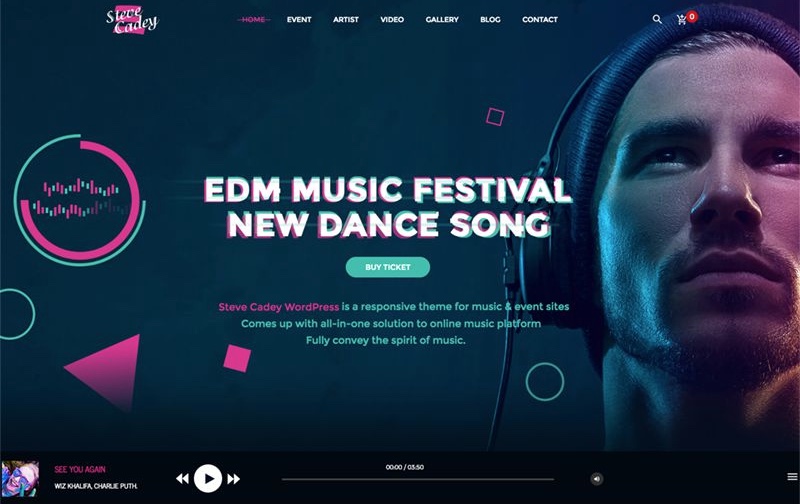 Steve
Cadey
HOME EVENT ARTIST VIDEO GALLERY BLOG CONTACT
0
EDM MUSIC FESTIVAL
NEW DANCE SONG
BUY TICKET
Steve Cadey WordPress is a responsive theme for music & event sites
Comes up with all-in-one solution to online music platform
Fully convey the spirit of music.
SEE YOU AGAIN
WIZ KHALIFA, CHARLIE PUTH.
00:00 / 03:50